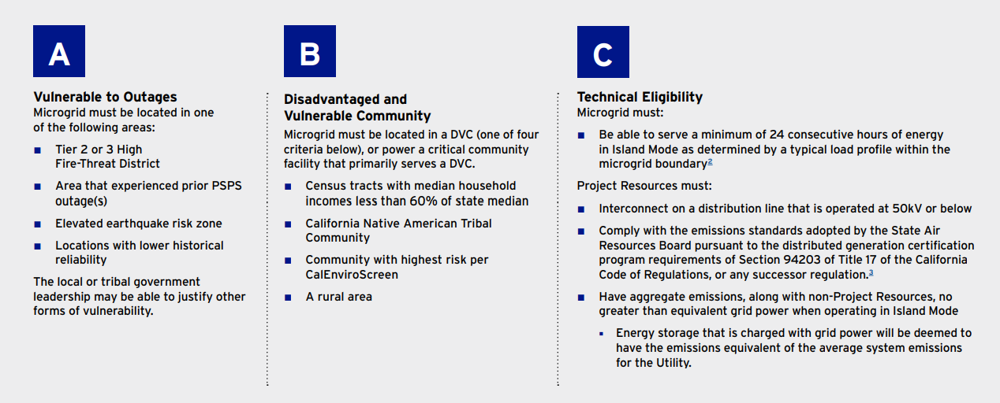 A
Vulnerable to Outages
Microgrid must be located in one
of the following areas:
■ Tier 2 or 3 High
Fire-Threat District
■ Area that experienced prior PSPS
outage(s)
■ Elevated earthquake risk zone
■ Locations with lower historical
reliability
The local or tribal government
leadership may be able to justify other
forms of vulnerability.
B
Disadvantaged and
Vulnerable Community
Microgrid must be located in a DVC (one of four
criteria below), or power a critical community
facility that primarily serves a DVC.
■ Census tracts with median household
incomes less than 60% of state median
■ California Native American Tribal
Community
■ Community with highest risk per
CalEnviroScreen
■ A rural area
C
Technical Eligibility
Microgrid must:
■ Be able to serve a minimum of 24 consecutive hours of energy
in Island Mode as determined by a typical load profile within the
microgrid boundary2
Project Resources must:
■ Interconnect on a distribution line that is operated at 50kV or below
■ Comply with the emissions standards adopted by the State Air
Resources Board pursuant to the distributed generation certification
program requirements of Section 94203 of Title 17 of the California
Code of Regulations, or any successor regulation.3
■ Have aggregate emissions, along with non-Project Resources, no
greater than equivalent grid power when operating in Island Mode
▪ Energy storage that is charged with grid power will be deemed to
have the emissions equivalent of the average system emissions
for the Utility.